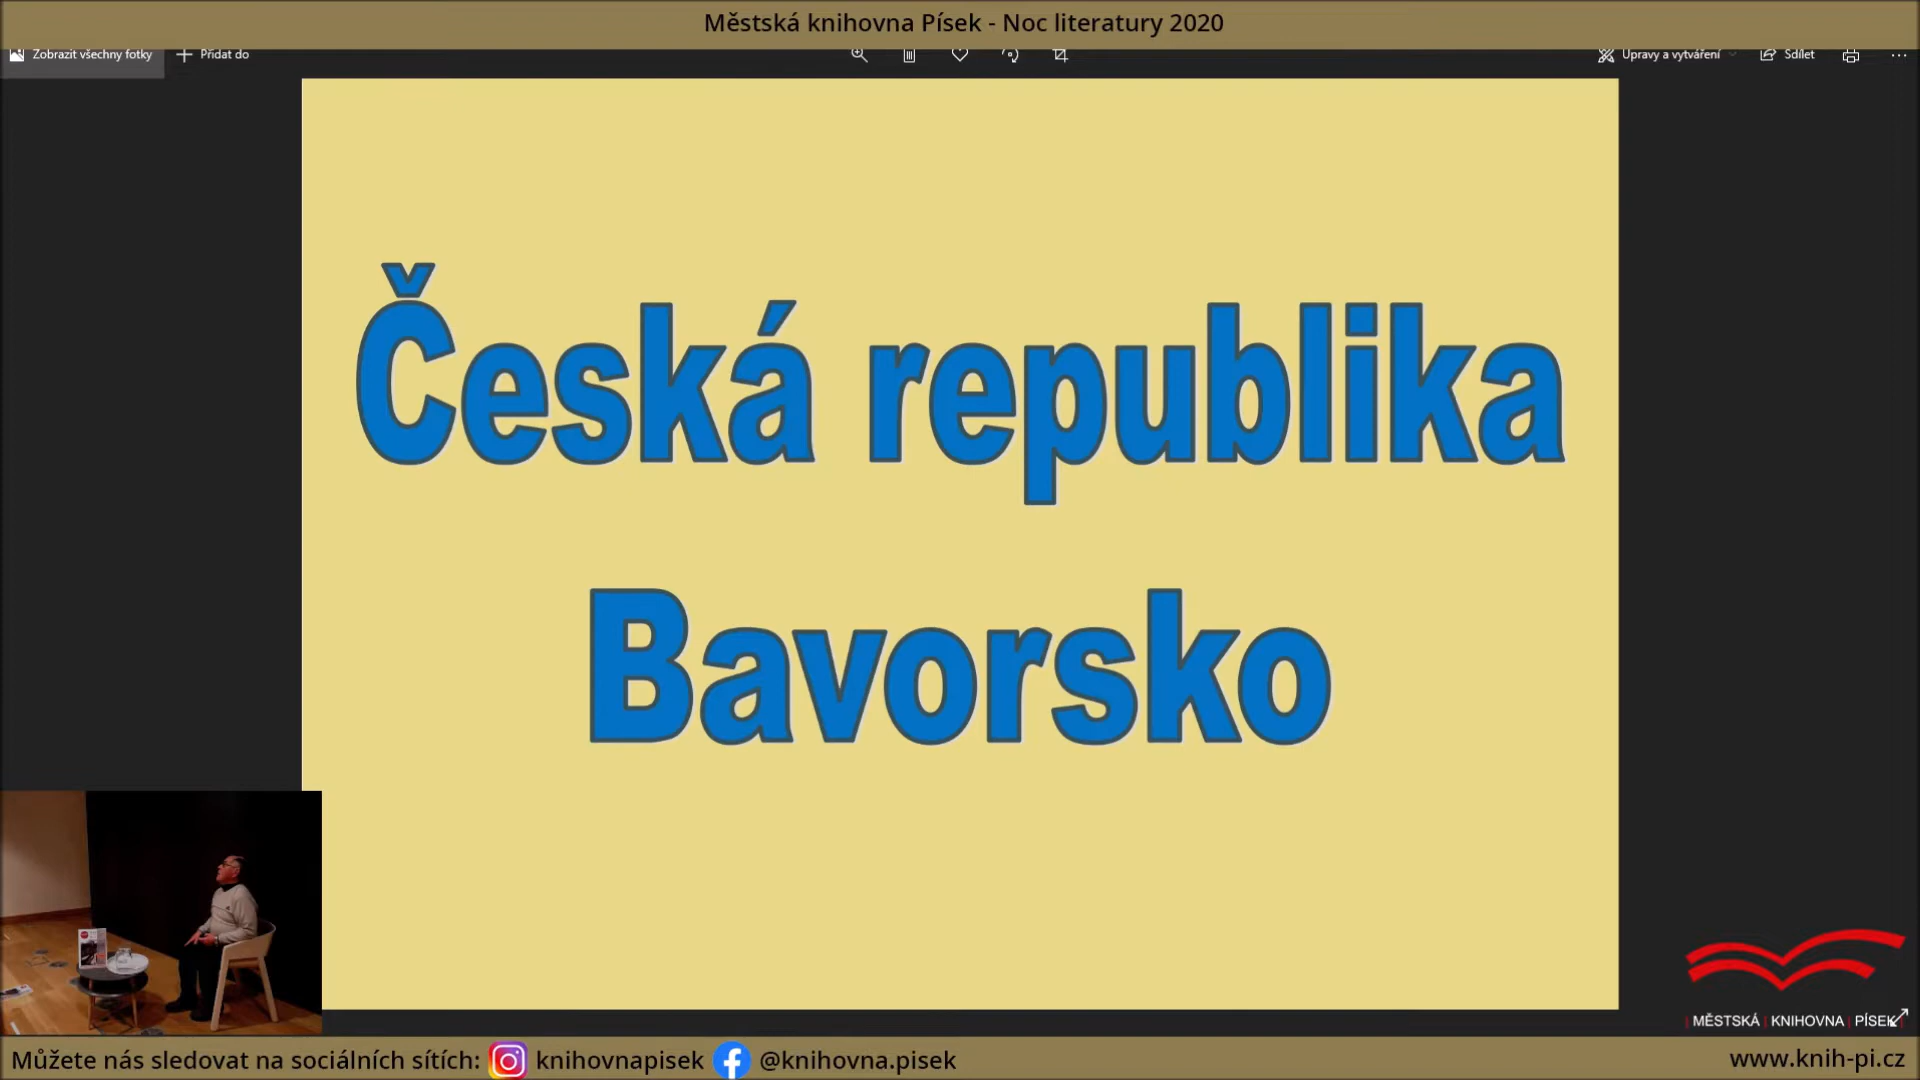 Městská knihovna Písek - Noc literatury 2020
Zobrazit všechny fotky
Přidat do
Úpravy a vytváření
Sdílet
Česká republika
Bavorsko
MĚSTSKÁ | KNIHOVNA | PÍSEK
Můžete nás sledovat na sociálních sítích: knihovnapisek @knihovna.pisek
www.knih-pi.cz